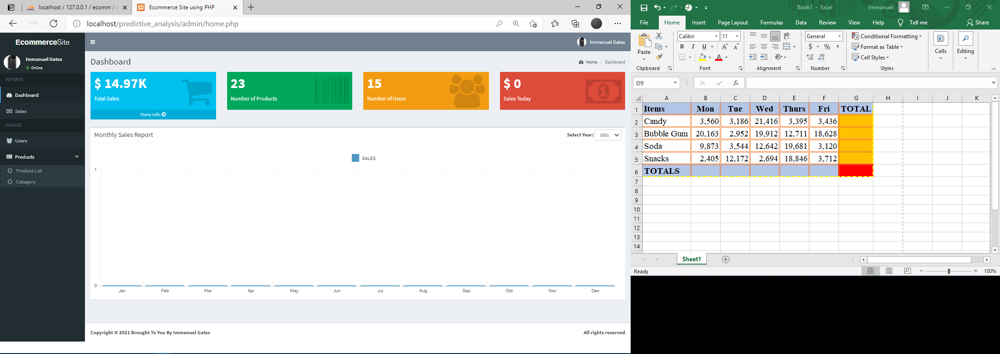 localhost / 127.0.0.1 / ecomm / u
Ecommerce Site using PHP
localhost/predictive_analysis/admin/home.php
EcommerceSite
Immanuel Gates
Immanuel Gates
Online
REPORTS
Dashboard
Sales
MANAGE
Users
Products
Product List
Category
Dashboard
Home > Dashboard
$ 14.97K
Total Sales
More info
23
Number of Products
15
Number of Users
$ 0
Sales Today
Monthly Sales Report
Select Year: 2021
SALES
1
0
Jan Feb Mar Apr May Jun Jul Aug Sep Oct Nov Dec
Copyright © 2021 Brought To You By Immanuel Gates
All rights reserved
Book1 - Excel
Immanuel
File Home Insert Page Layout Formulas Data Review View Help Tell me Share
Paste
Clipboard
Calibri 11
B I U
Font
Alignment
General
$ % ,
Number
Conditional Formatting
Format as Table
Cell Styles
Styles
Cells
Editing
D9
fx
A B C D E F G H I J K
1 Items Mon Tue Wed Thurs Fri TOTAL
2 Candy 3,560 3,186 21,416 3,395 3,436
3 Bubble Gum 20,163 2,952 19,912 12,711 18,628
4 Soda 9,873 3,544 12,642 19,681 3,120
5 Snacks 2,405 12,172 2,694 18,846 3,712
6 TOTALS
7
8
9
10
11
12
13
14
Sheet1
Ready
100%